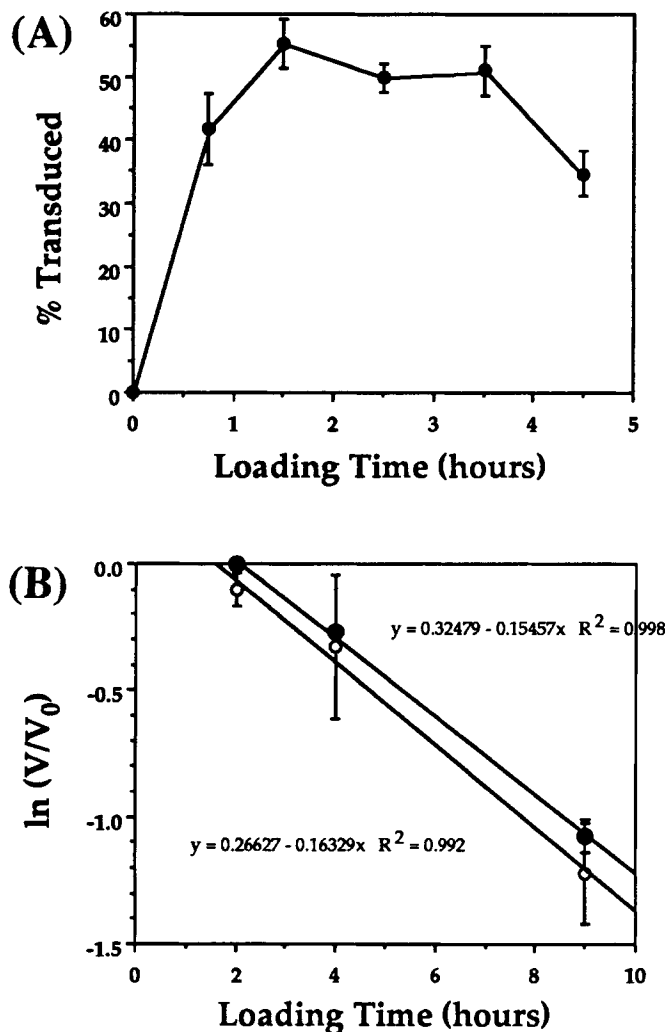 (A)
60
50
40
30
20
10
0
% Transduced
0 1 2 3 4 5
Loading Time (hours)
(B)
0.0
-0.5
-1.0
-1.5
ln (V/V0)
y = 0.32479 - 0.15457x R2 = 0.998
y = 0.26627 - 0.16329x R2 = 0.992
0 2 4 6 8 10
Loading Time (hours)